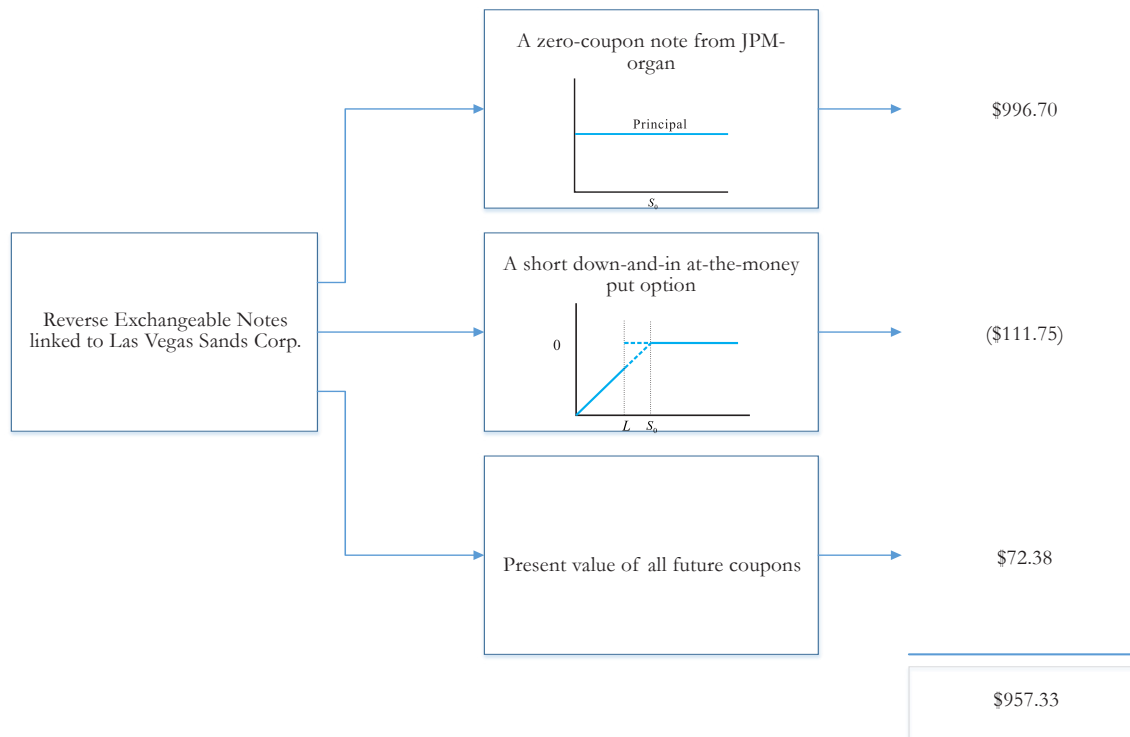 A zero-coupon note from JPM-
organ
Principal
S₀
$996.70
Reverse Exchangeable Notes
linked to Las Vegas Sands Corp.
A short down-and-in at-the-money
put option
0
L S₀
($111.75)
Present value of all future coupons
$72.38
$957.33